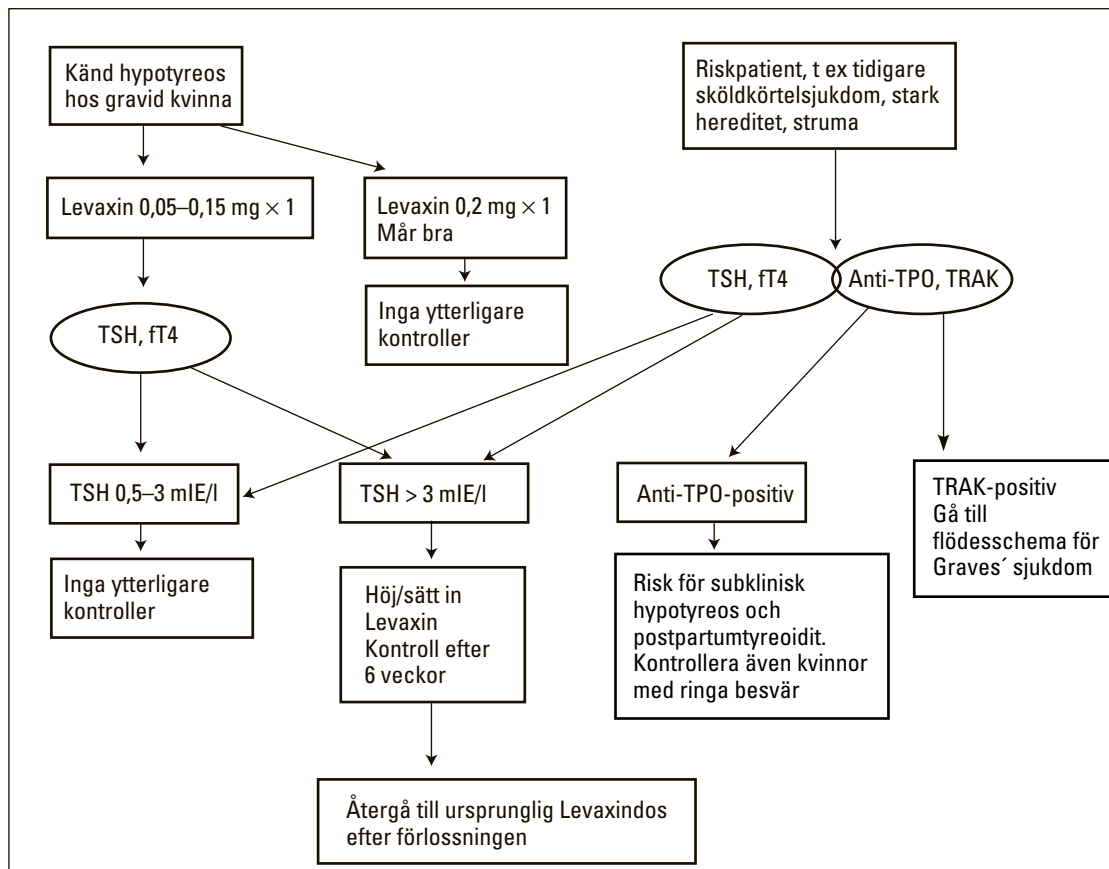 Känd hypotyreos
hos gravid kvinna
Riskpatient, t ex tidigare
sköldkörtelsjukdom, stark
hereditet, struma
Levaxin 0,05–0,15 mg × 1
Levaxin 0,2 mg × 1
Mår bra
TSH, fT4
Inga ytterligare
kontroller
TSH, fT4
Anti-TPO, TRAK
TSH 0,5–3 mIE/l
TSH > 3 mIE/l
Anti-TPO-positiv
TRAK-positiv
Gå till
flödesschema för
Graves´ sjukdom
Inga ytterligare
kontroller
Höj/sätt in
Levaxin
Kontroll efter
6 veckor
Risk för subklinisk
hypotyreos och
postpartumtyreoidit.
Kontrollera även kvinnor
med ringa besvär
Återgå till ursprunglig Levaxindos
efter förlossningen